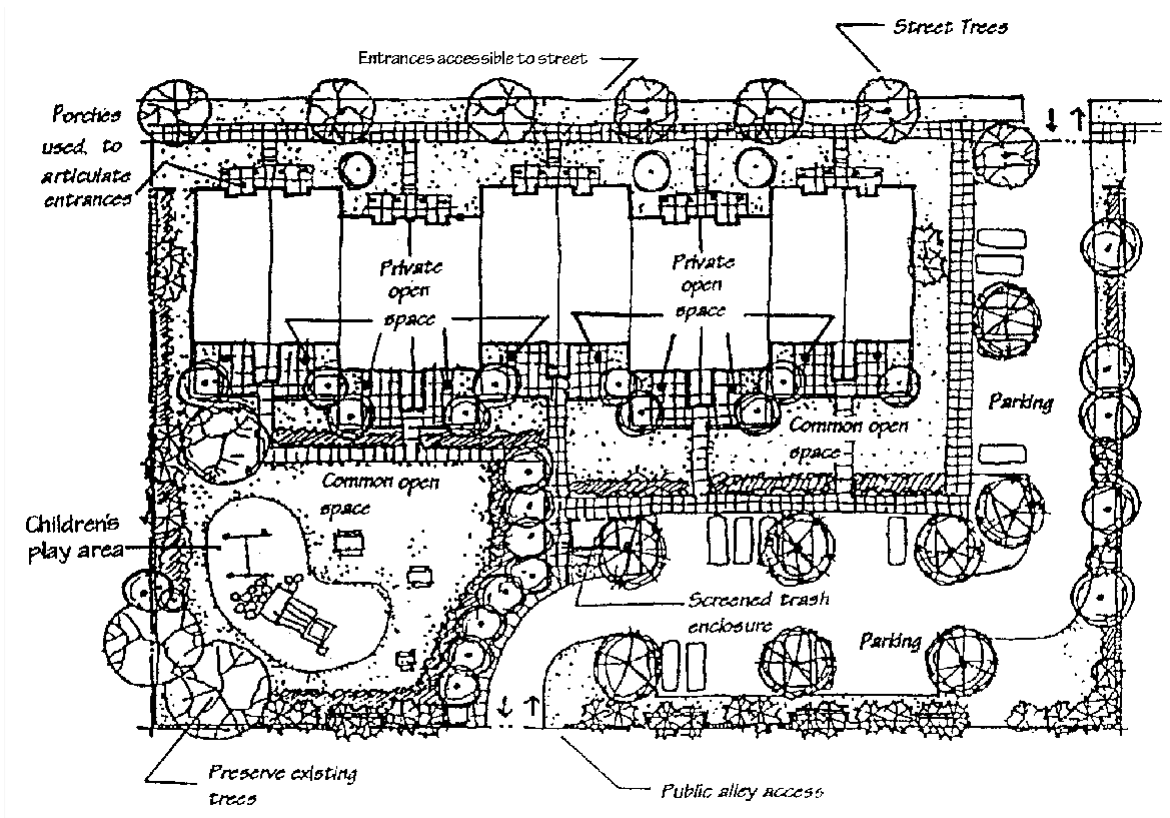 Street Trees
Entrances accessible to street
Porches
used, to
articulate
entrances
Private
open
space
Private
open
space
Parking
Common open
space
Common open
space
Children's
play area
Screened trash
enclosure
Parking
Preserve existing
trees
Public alley access